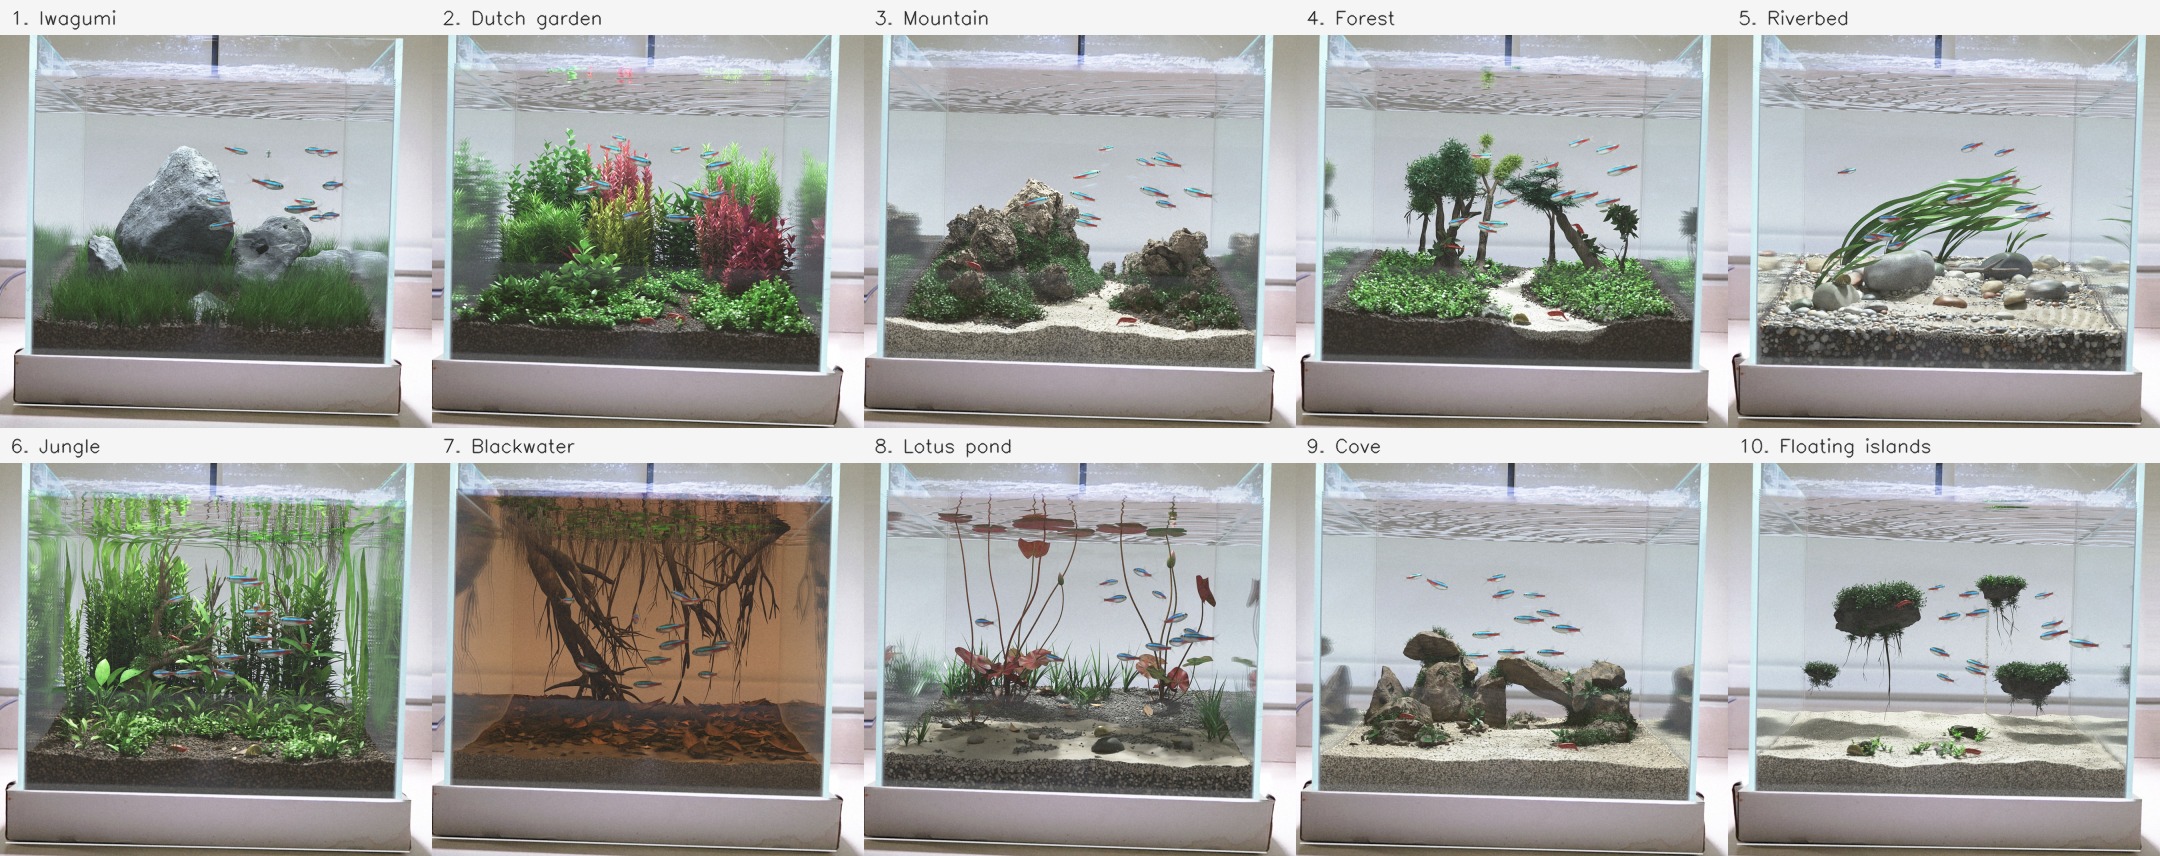 1. Iwagumi
2. Dutch garden
3. Mountain
4. Forest
5. Riverbed
6. Jungle
7. Blackwater
8. Lotus pond
9. Cove
10. Floating islands